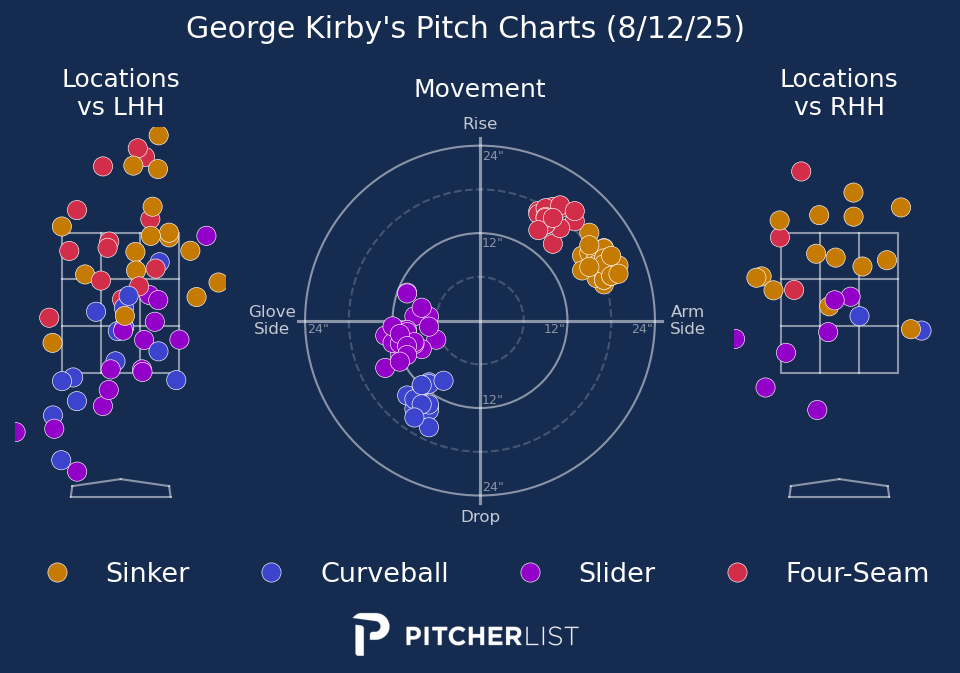 George Kirby's Pitch Charts (8/12/25)
Locations
vs LHH
Movement
Locations
vs RHH
Rise
24"
12"
Glove
Side
24"
12"
24"
Arm
Side
12"
24"
Drop
Sinker
Curveball
Slider
Four-Seam
PITCHERLIST